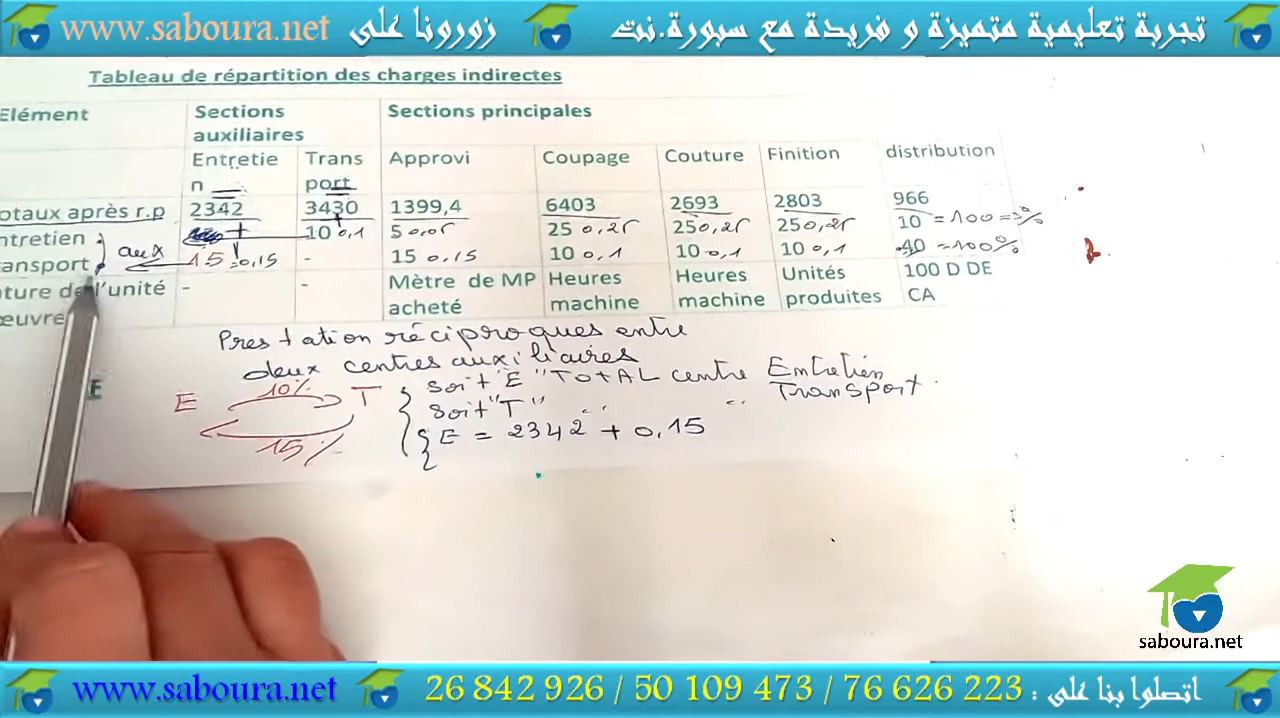 www.saboura.net زورونا على تجربة تعليمية متميزة و فريدة مع سبورة.نت
Tableau de répartition des charges indirectes
Elément Sections auxiliaires Sections principales
Entretien Transport Approvi Coupage Couture Finition distribution
otaux après r.p 2342 3430 1399,4 6403 2693 2803 966
ntretien + 10 0,1 5 0,05 25 0,25 25 0,25 25 0,25 10 = 100 = %
ansport aux 15 = 0,15 - 15 0,15 10 0,1 10 0,1 10 0,1 40 = 100%
ature de l'unité - - Mètre de MP Heures Heures Unités 100 D DE
œuvre acheté machine machine produites CA
Prestation réciproques entre
deux centres auxiliaires
E 10% T
15%
soit "E" TOTAL centre Entretien
soit "T" " " Transport
E = 2342 + 0,15
E
saboura.net
www.saboura.net 26 842 926 / 50 109 473 / 76 626 223 : اتصلوا بنا على